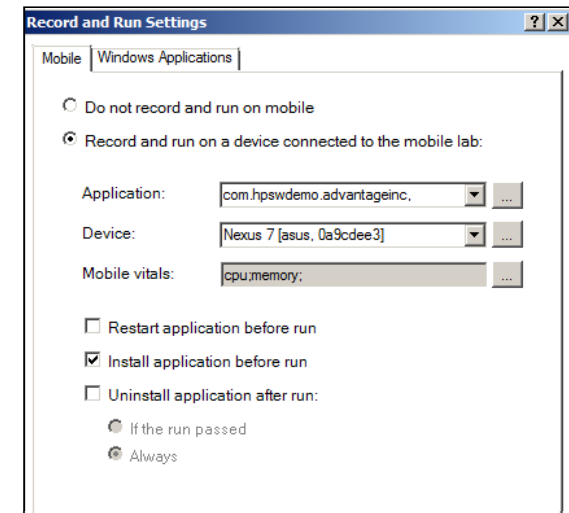 Record and Run Settings
Mobile Windows Applications
Do not record and run on mobile
Record and run on a device connected to the mobile lab:
Application: com.hpswdemo.advantageinc, ...
Device: Nexus 7 [asus, 0a9cdee3] ...
Mobile vitals: cpu;memory; ...
Restart application before run
Install application before run
Uninstall application after run:
If the run passed
Always